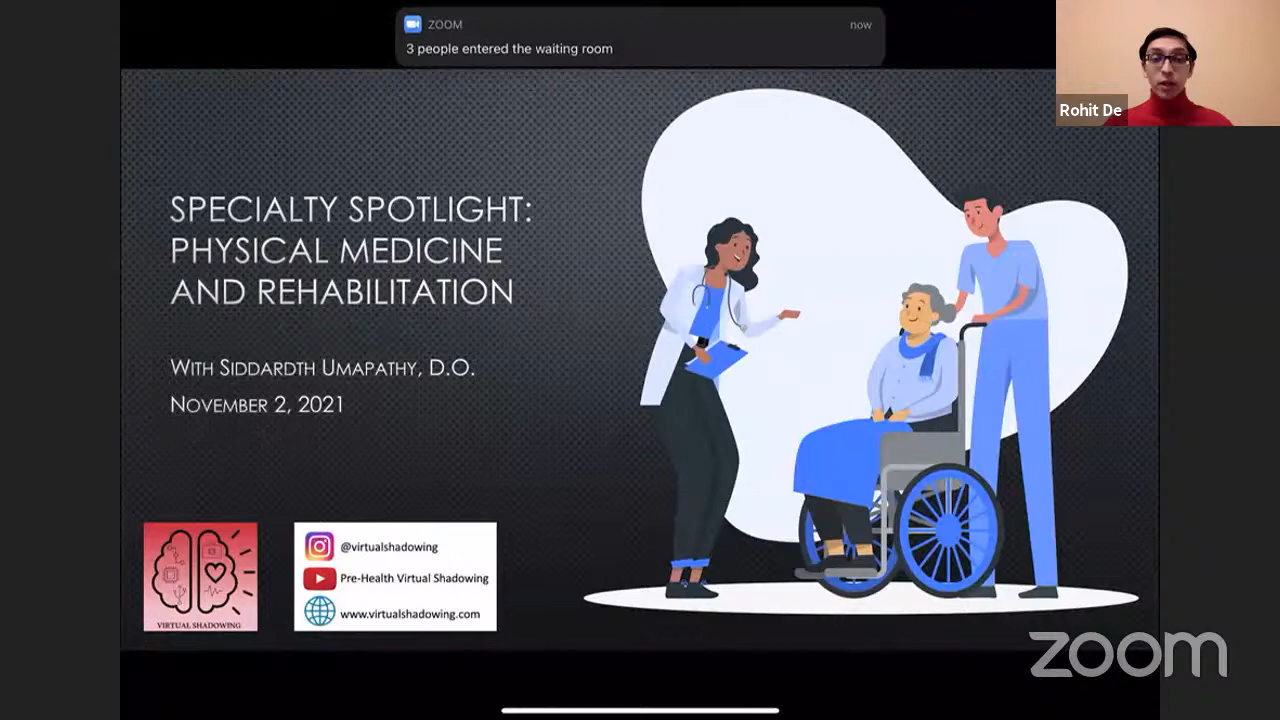 ZOOM
now
3 people entered the waiting room
Rohit De
SPECIALTY SPOTLIGHT:
PHYSICAL MEDICINE
AND REHABILITATION
WITH SIDDARDTH UMAPATHY, D.O.
NOVEMBER 2, 2021
VIRTUAL SHADOWING
@virtualshadowing
Pre-Health Virtual Shadowing
www.virtualshadowing.com
zoom